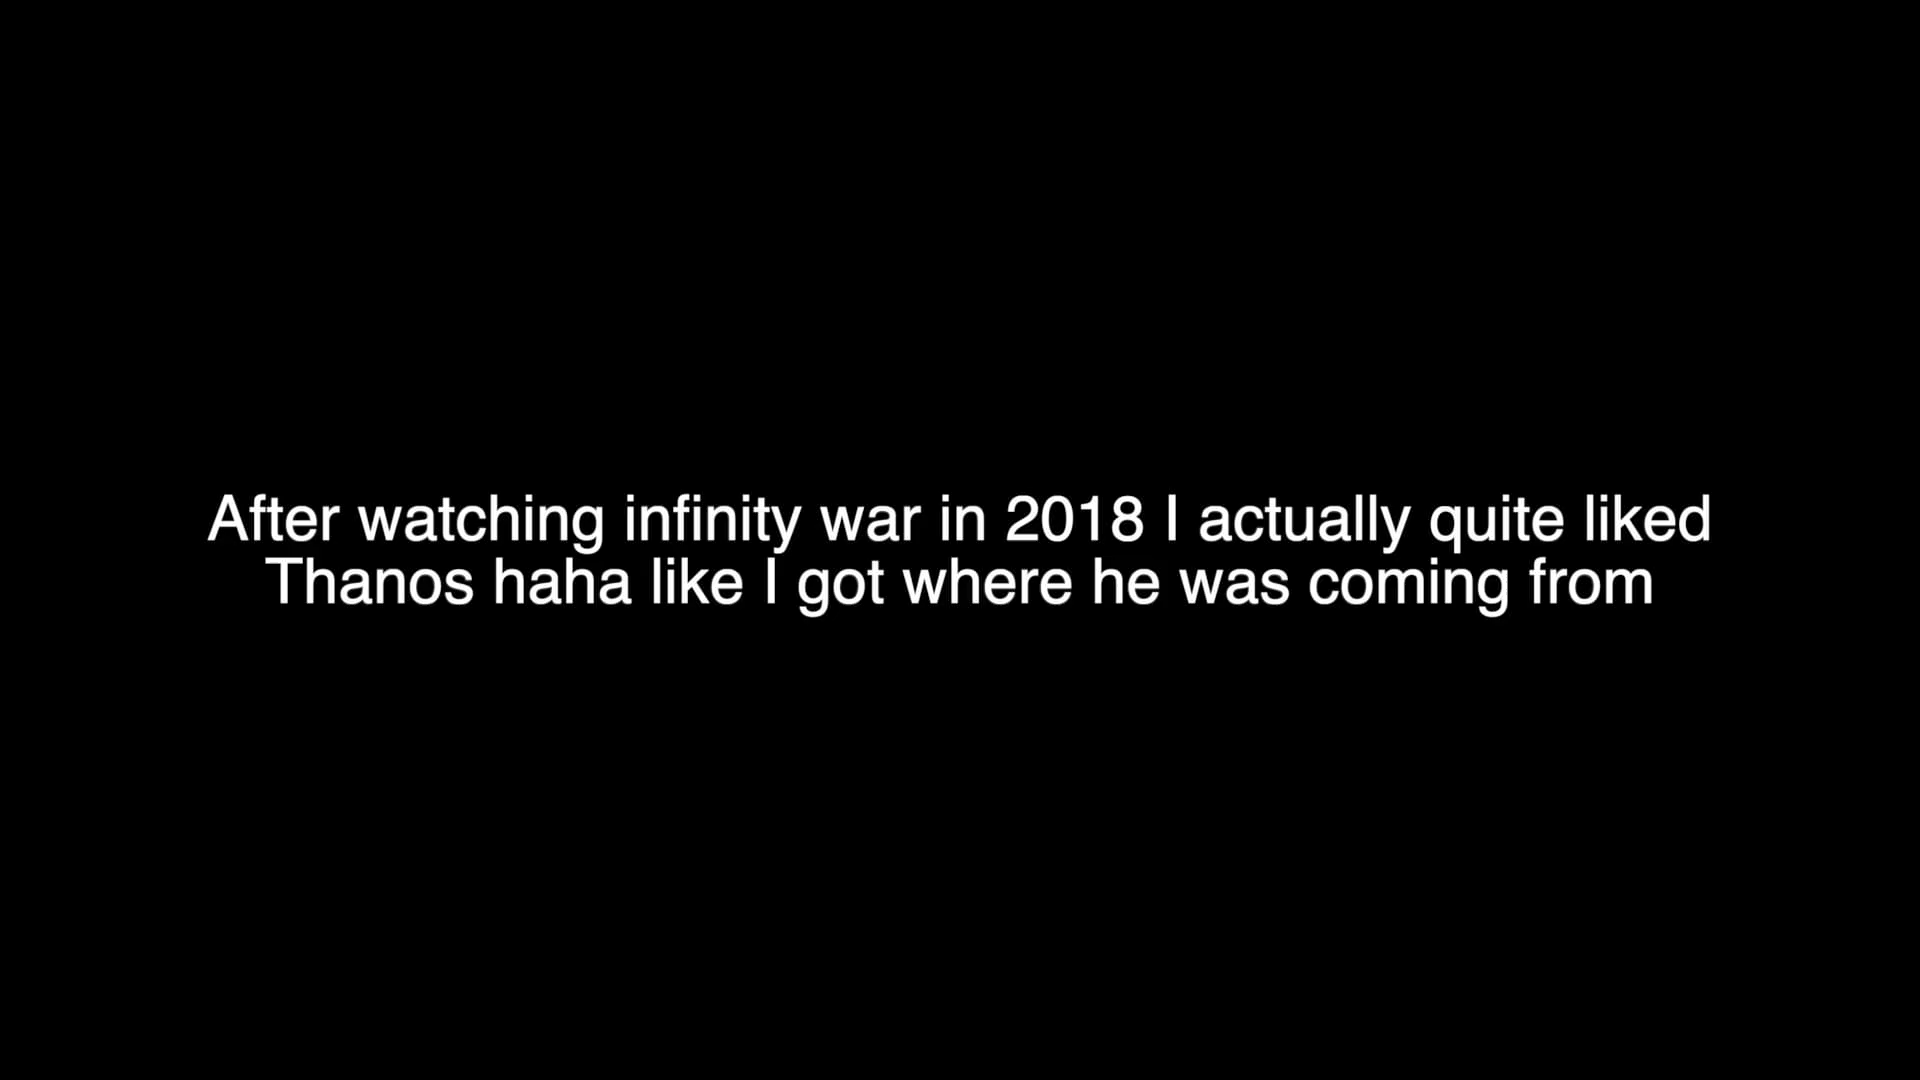 After watching infinity war in 2018 I actually quite liked
Thanos haha like I got where he was coming from